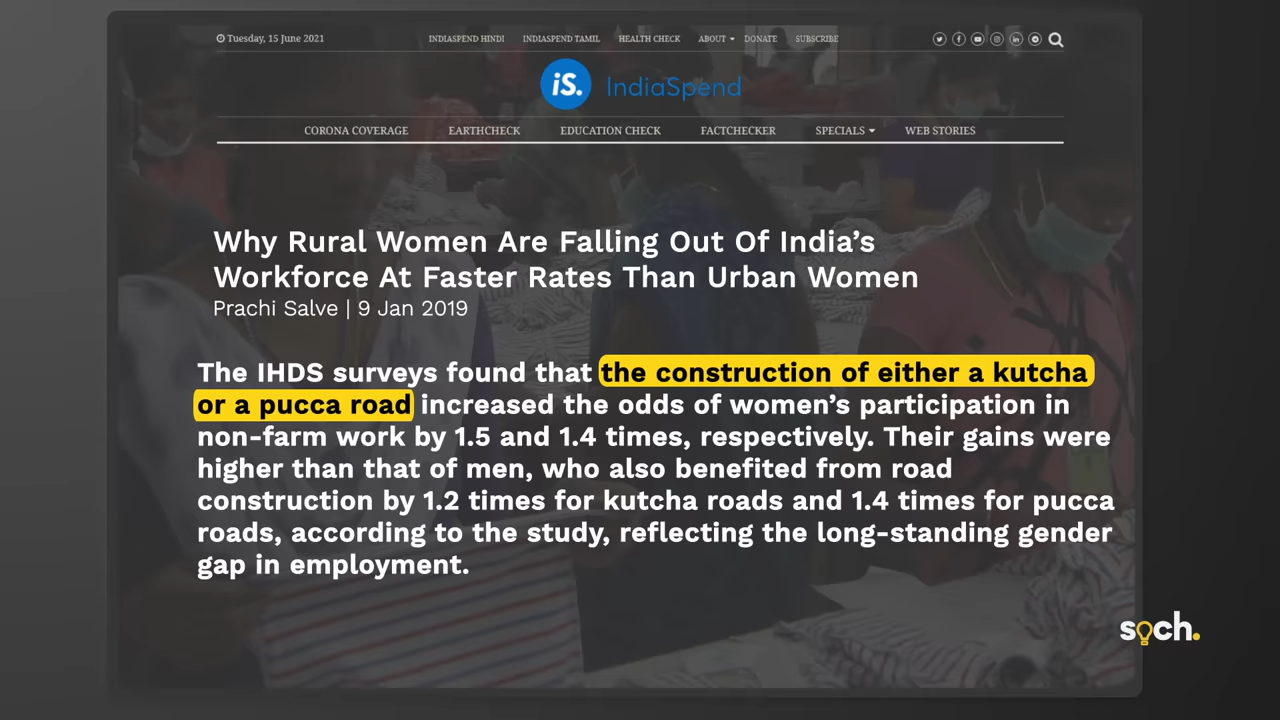 Tuesday, 15 June 2021
INDIASPEND HINDI INDIASPEND TAMIL HEALTH CHECK ABOUT DONATE SUBSCRIBE
iS. IndiaSpend
CORONA COVERAGE EARTHCHECK EDUCATION CHECK FACTCHECKER SPECIALS WEB STORIES
Why Rural Women Are Falling Out Of India’s
Workforce At Faster Rates Than Urban Women
Prachi Salve | 9 Jan 2019
The IHDS surveys found that the construction of either a kutcha
or a pucca road increased the odds of women’s participation in
non-farm work by 1.5 and 1.4 times, respectively. Their gains were
higher than that of men, who also benefited from road
construction by 1.2 times for kutcha roads and 1.4 times for pucca
roads, according to the study, reflecting the long-standing gender
gap in employment.
soch.